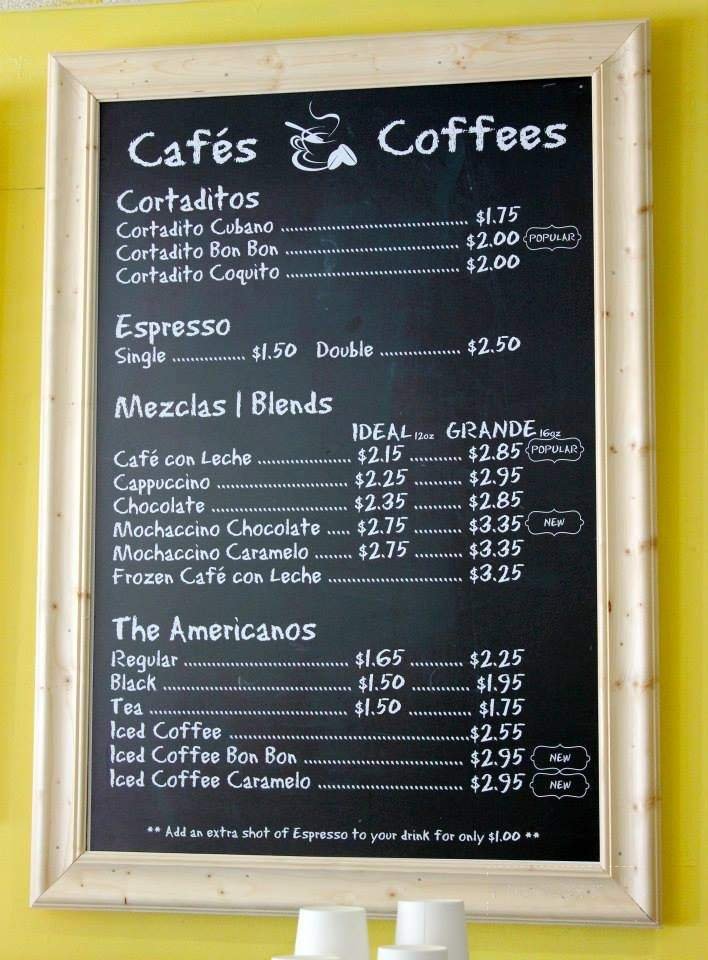 Cafés Coffees
Cortaditos
Cortadito Cubano ........................ $1.75
Cortadito Bon Bon ........................ $2.00 POPULAR
Cortadito Coquito ........................ $2.00
Espresso
Single ............ $1.50 Double ............ $2.50
Mezclas | Blends
IDEAL 12oz GRANDE 16oz
Café con Leche ............ $2.15 ........ $2.85 POPULAR
Cappuccino ............ $2.25 ........ $2.95
Chocolate ............ $2.35 ........ $2.85
Mochaccino Chocolate .... $2.75 ........ $3.35 NEW
Mochaccino Caramelo ...... $2.75 ........ $3.35
Frozen Café con Leche ........................ $3.25
The Americanos
Regular ............ $1.65 ........ $2.25
Black ............ $1.50 ........ $1.95
Tea ............ $1.50 ........ $1.75
Iced Coffee ........................ $2.55
Iced Coffee Bon Bon ........................ $2.95 NEW
Iced Coffee Caramelo ........................ $2.95 NEW
** Add an extra shot of Espresso to your drink for only $1.00 **